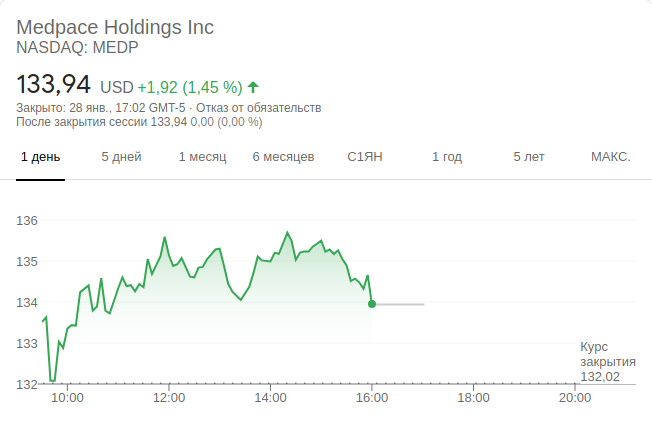 Medpace Holdings Inc
NASDAQ: MEDP
133,94 USD +1,92 (1,45 %)
Закрыто: 28 янв., 17:02 GMT-5 · Отказ от обязательств
После закрытия сессии 133,94 0,00 (0,00 %)
1 день 5 дней 1 месяц 6 месяцев С1ЯН 1 год 5 лет МАКС.
136
135
134
133
Курс
закрытия
132,02
132
10:00 12:00 14:00 16:00 18:00 20:00